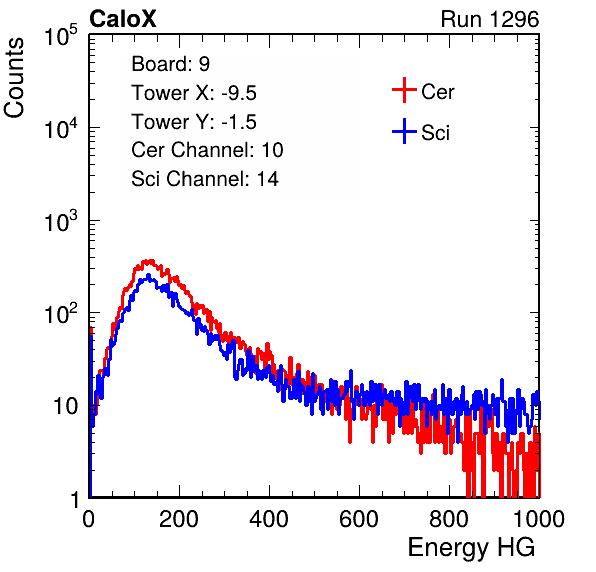 CaloX Run 1296
Counts
10^5
10^4
10^3
10^2
10
1
Board: 9
Tower X: -9.5
Tower Y: -1.5
Cer Channel: 10
Sci Channel: 14
Cer
Sci
0 200 400 600 800 1000
Energy HG